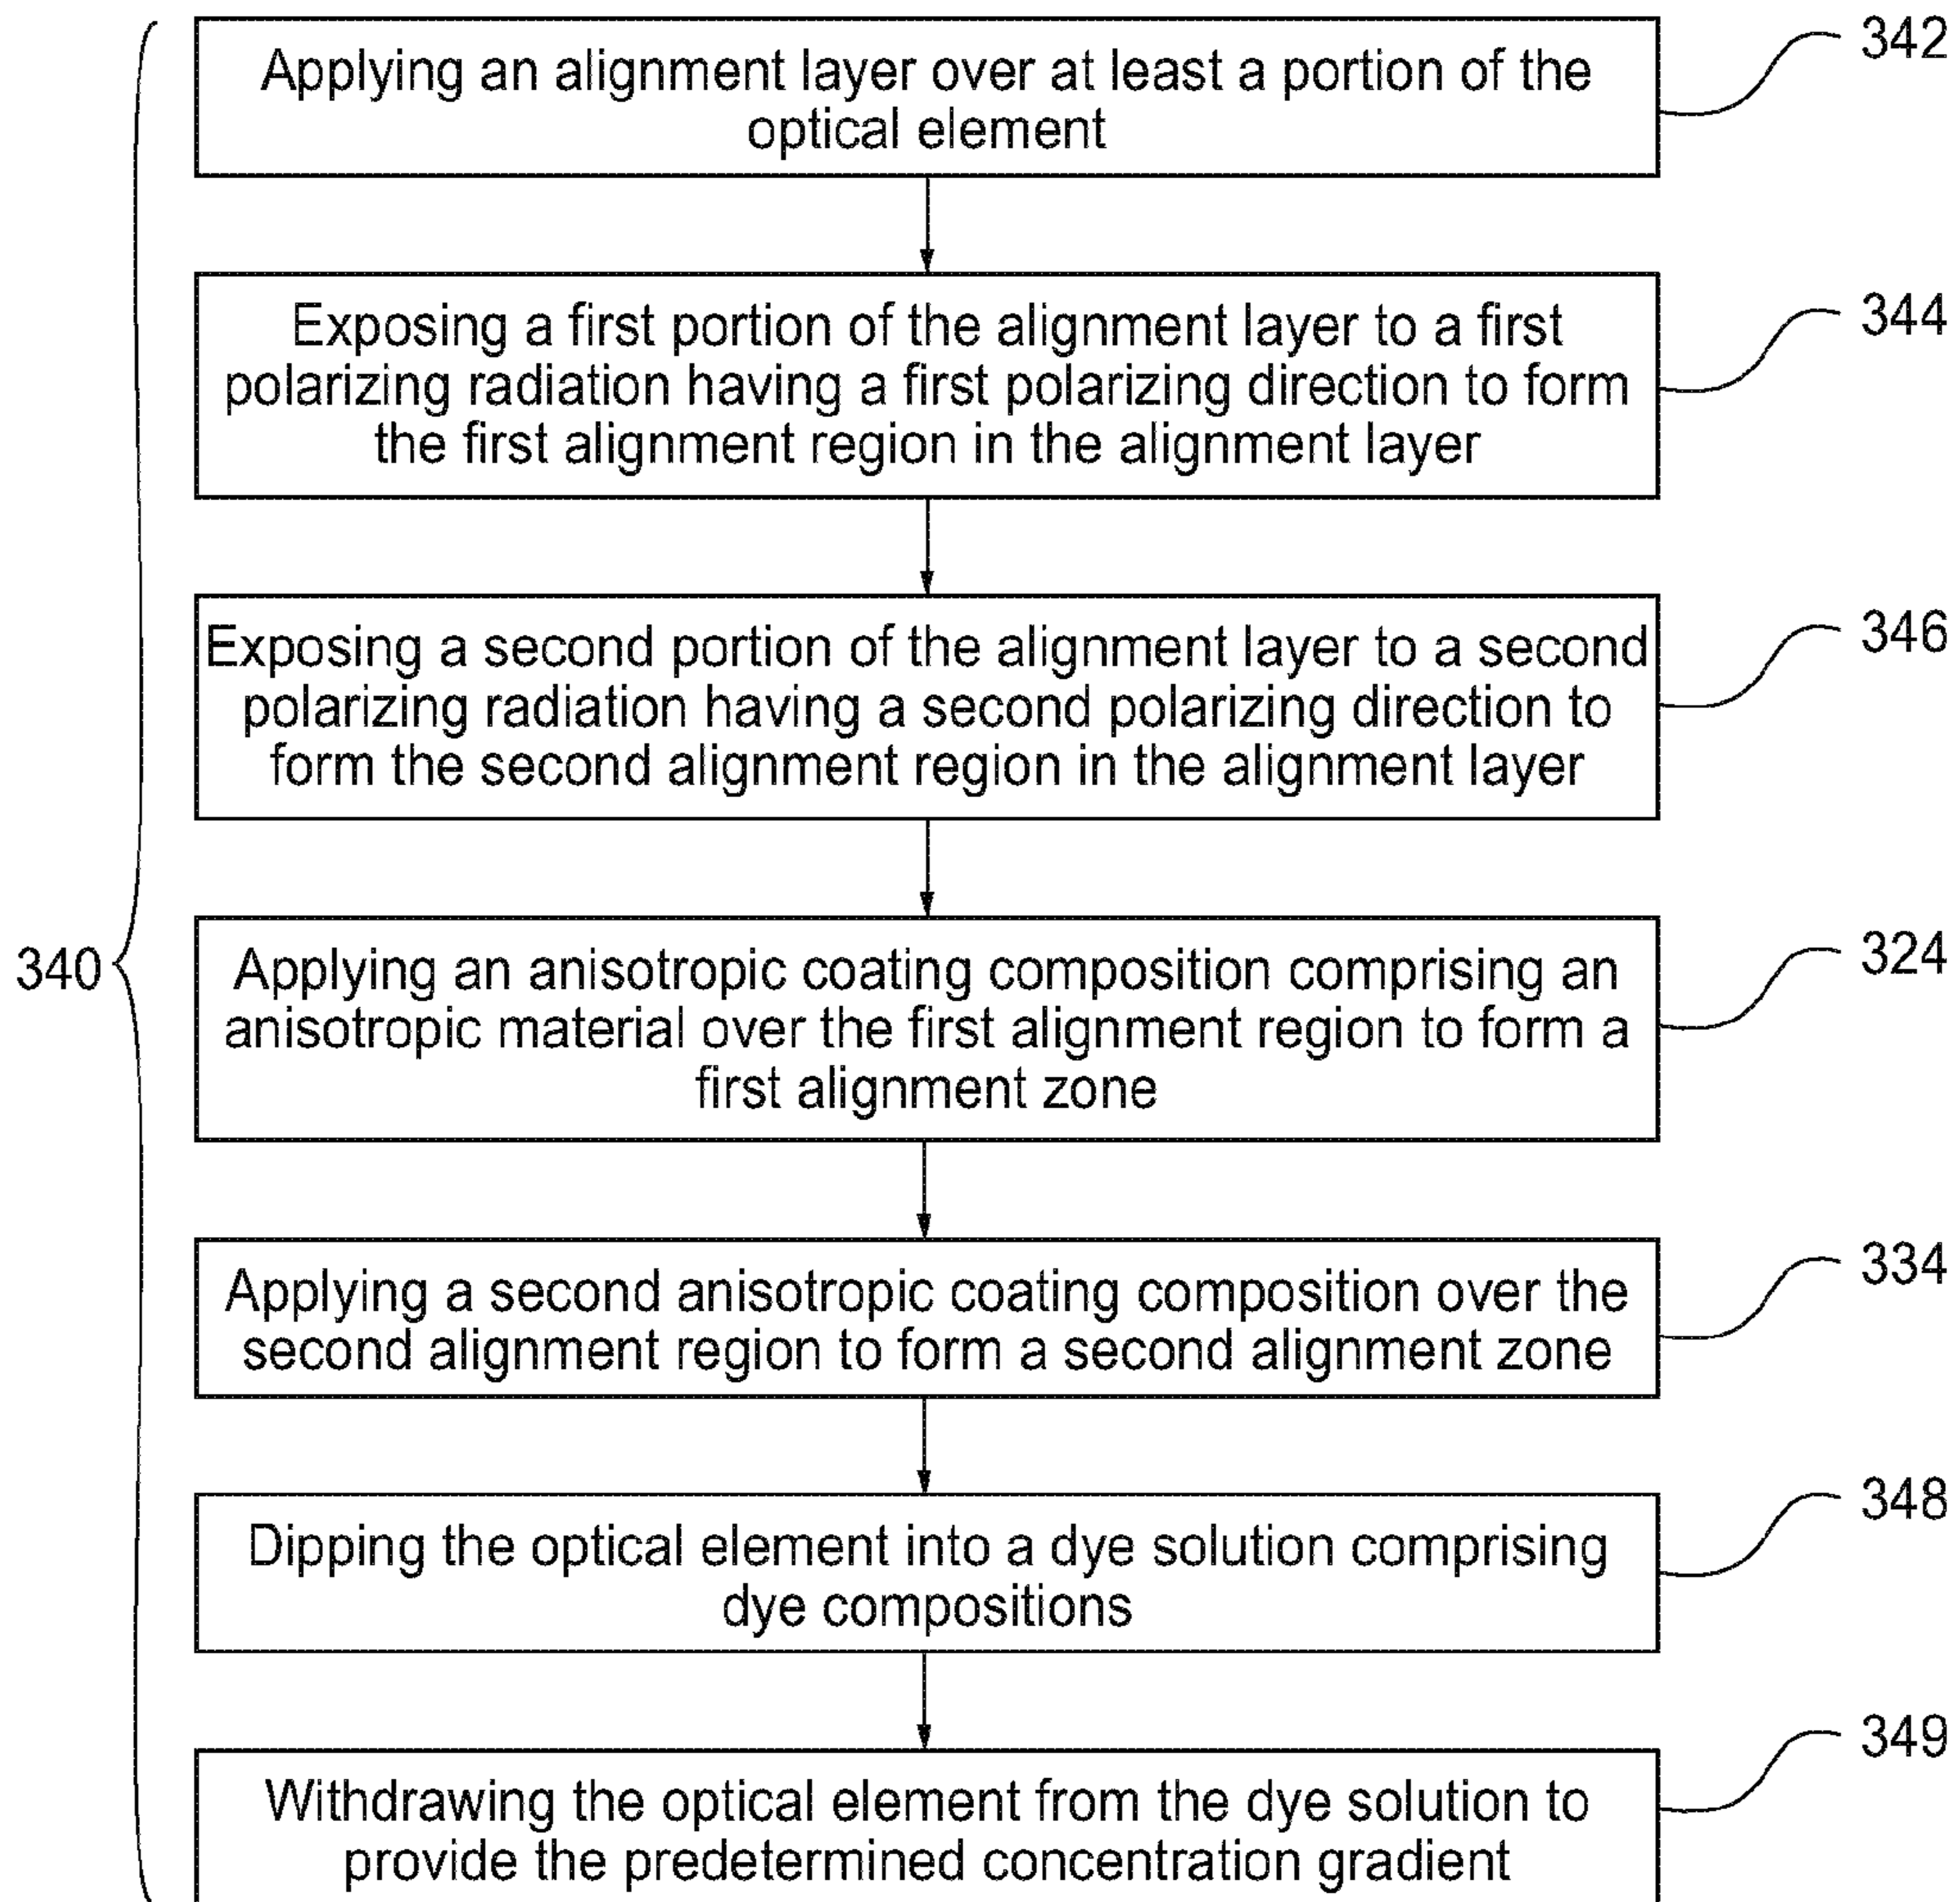 Applying an alignment layer over at least a portion of the
optical element
342
Exposing a first portion of the alignment layer to a first
polarizing radiation having a first polarizing direction to form
the first alignment region in the alignment layer
344
Exposing a second portion of the alignment layer to a second
polarizing radiation having a second polarizing direction to
form the second alignment region in the alignment layer
346
340
Applying an anisotropic coating composition comprising an
anisotropic material over the first alignment region to form a
first alignment zone
324
Applying a second anisotropic coating composition over the
second alignment region to form a second alignment zone
334
Dipping the optical element into a dye solution comprising
dye compositions
348
Withdrawing the optical element from the dye solution to
provide the predetermined concentration gradient
349